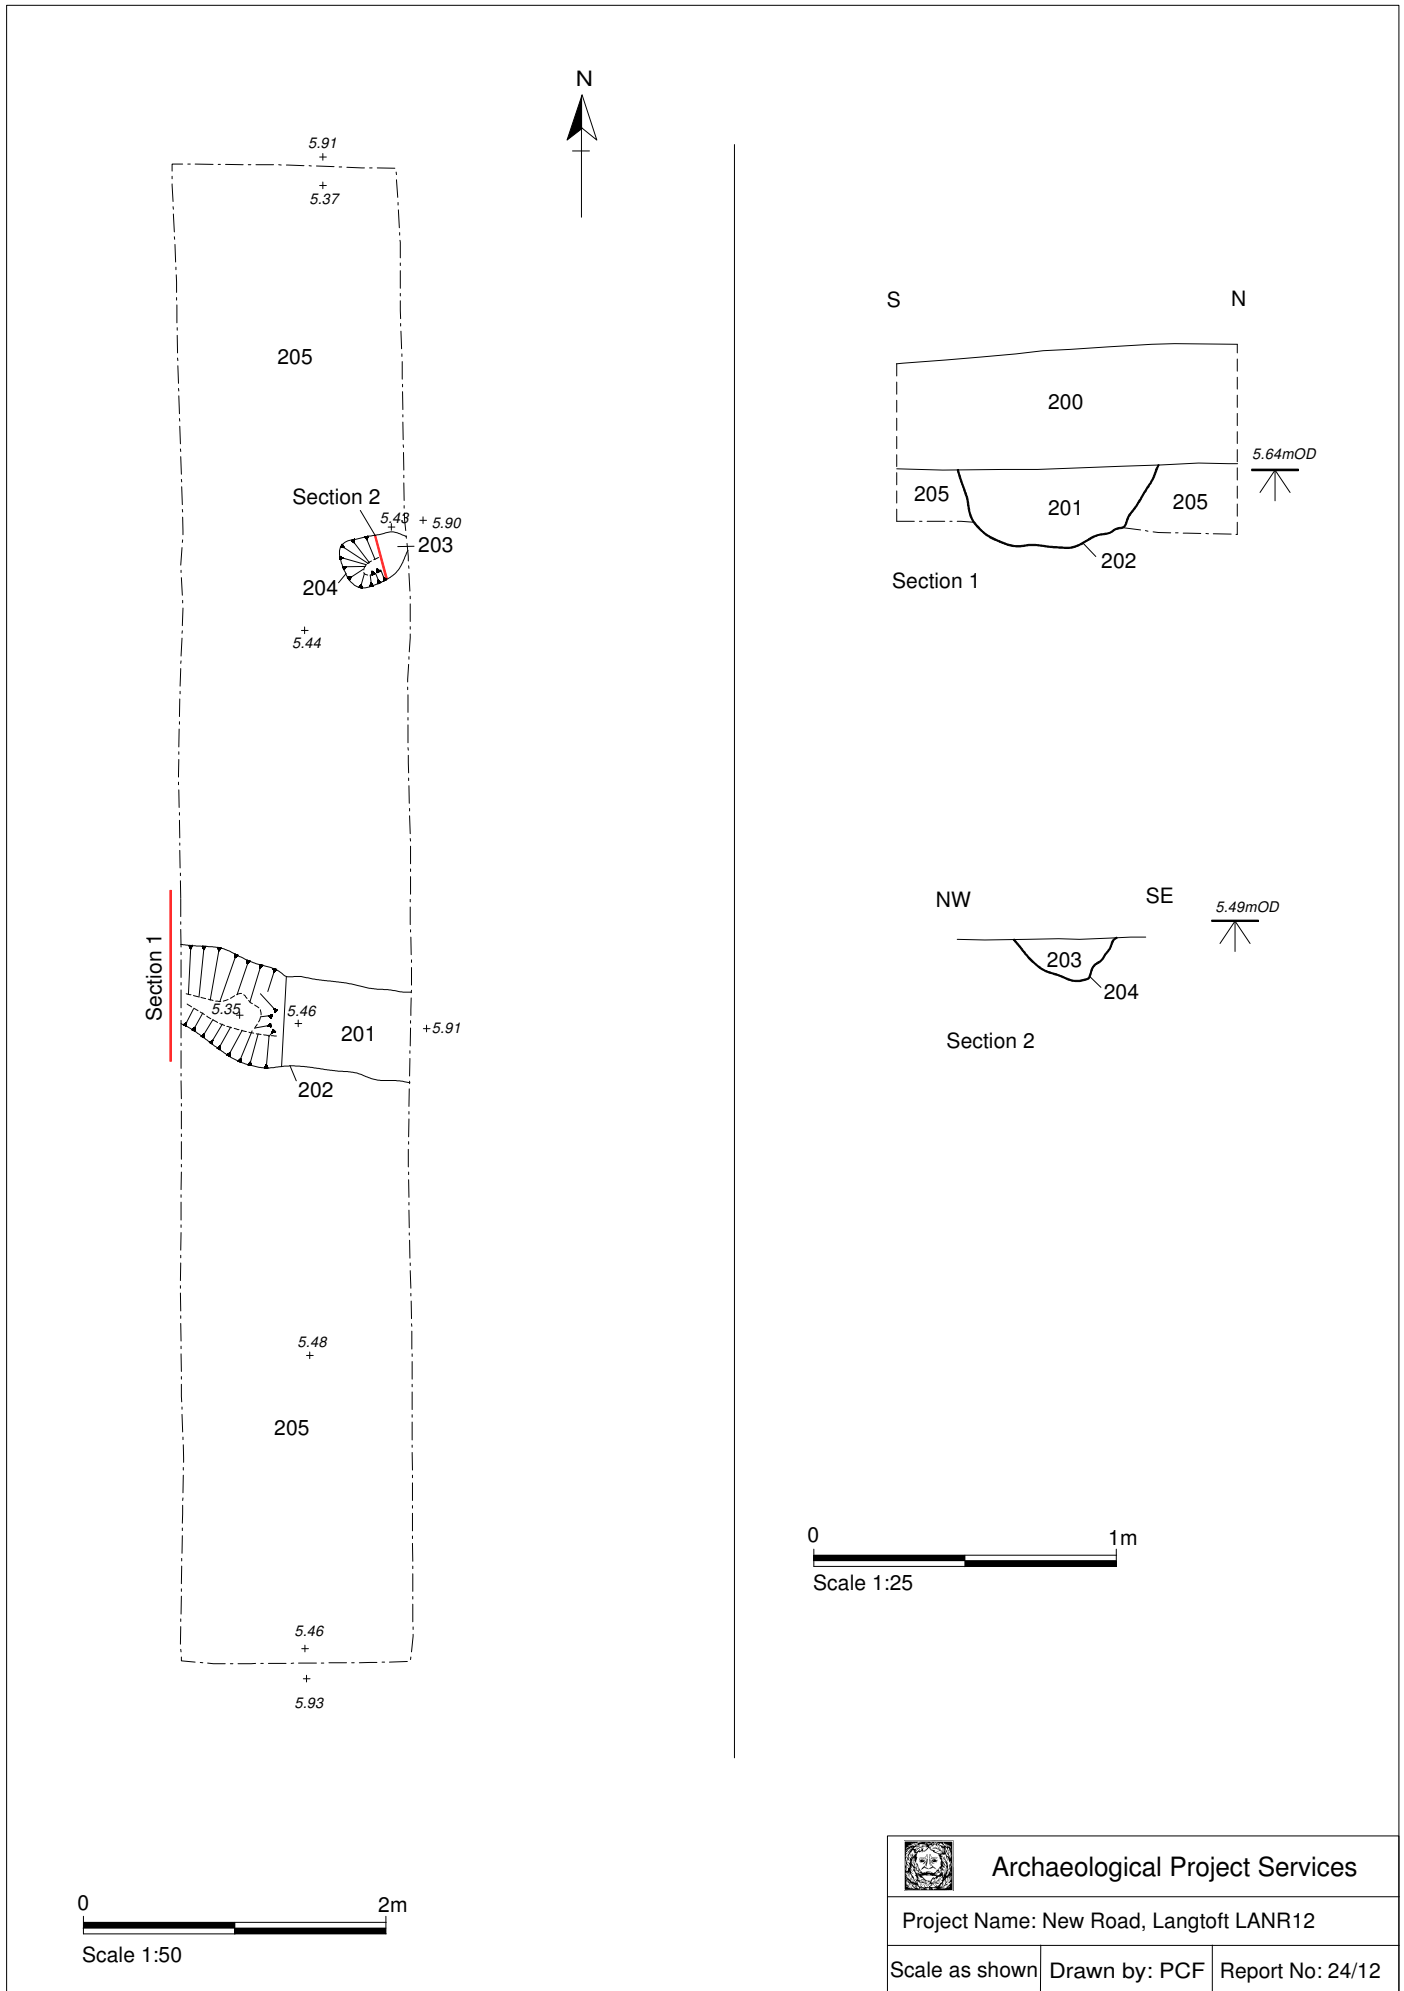 N
5.91
5.37
205
Section 2
5.43
5.90
203
204
5.44
Section 1
5.35
5.46
201
5.91
202
5.48
205
5.46
5.93
0 2m
Scale 1:50
S N
200
5.64mOD
205 201 205
202
Section 1
NW SE
5.49mOD
203
204
Section 2
0 1m
Scale 1:25
Archaeological Project Services
Project Name: New Road, Langtoft LANR12
Scale as shown Drawn by: PCF Report No: 24/12